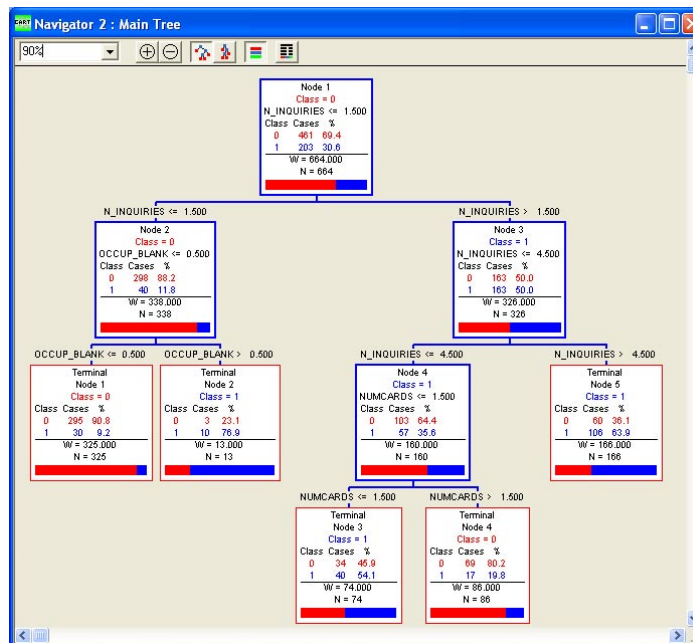 CART Navigator 2 : Main Tree
90%
Node 1
Class = 0
N_INQUIRIES <= 1.500
Class Cases %
0 461 69.4
1 203 30.6
W = 664.000
N = 664
N_INQUIRIES <= 1.500
N_INQUIRIES > 1.500
Node 2
Class = 0
OCCUP_BLANK <= 0.500
Class Cases %
0 298 88.2
1 40 11.8
W = 338.000
N = 338
Node 3
Class = 1
N_INQUIRIES <= 4.500
Class Cases %
0 163 50.0
1 163 50.0
W = 326.000
N = 326
OCCUP_BLANK <= 0.500
OCCUP_BLANK > 0.500
N_INQUIRIES <= 4.500
N_INQUIRIES > 4.500
Terminal
Node 1
Class = 0
Class Cases %
0 295 90.8
1 30 9.2
W = 325.000
N = 325
Terminal
Node 2
Class = 1
Class Cases %
0 3 23.1
1 10 76.9
W = 13.000
N = 13
Node 4
Class = 1
NUMCARDS <= 1.500
Class Cases %
0 103 64.4
1 57 35.6
W = 160.000
N = 160
Terminal
Node 5
Class = 1
Class Cases %
0 60 36.1
1 106 63.9
W = 166.000
N = 166
NUMCARDS <= 1.500
NUMCARDS > 1.500
Terminal
Node 3
Class = 1
Class Cases %
0 34 45.9
1 40 54.1
W = 74.000
N = 74
Terminal
Node 4
Class = 0
Class Cases %
0 69 80.2
1 17 19.8
W = 86.000
N = 86